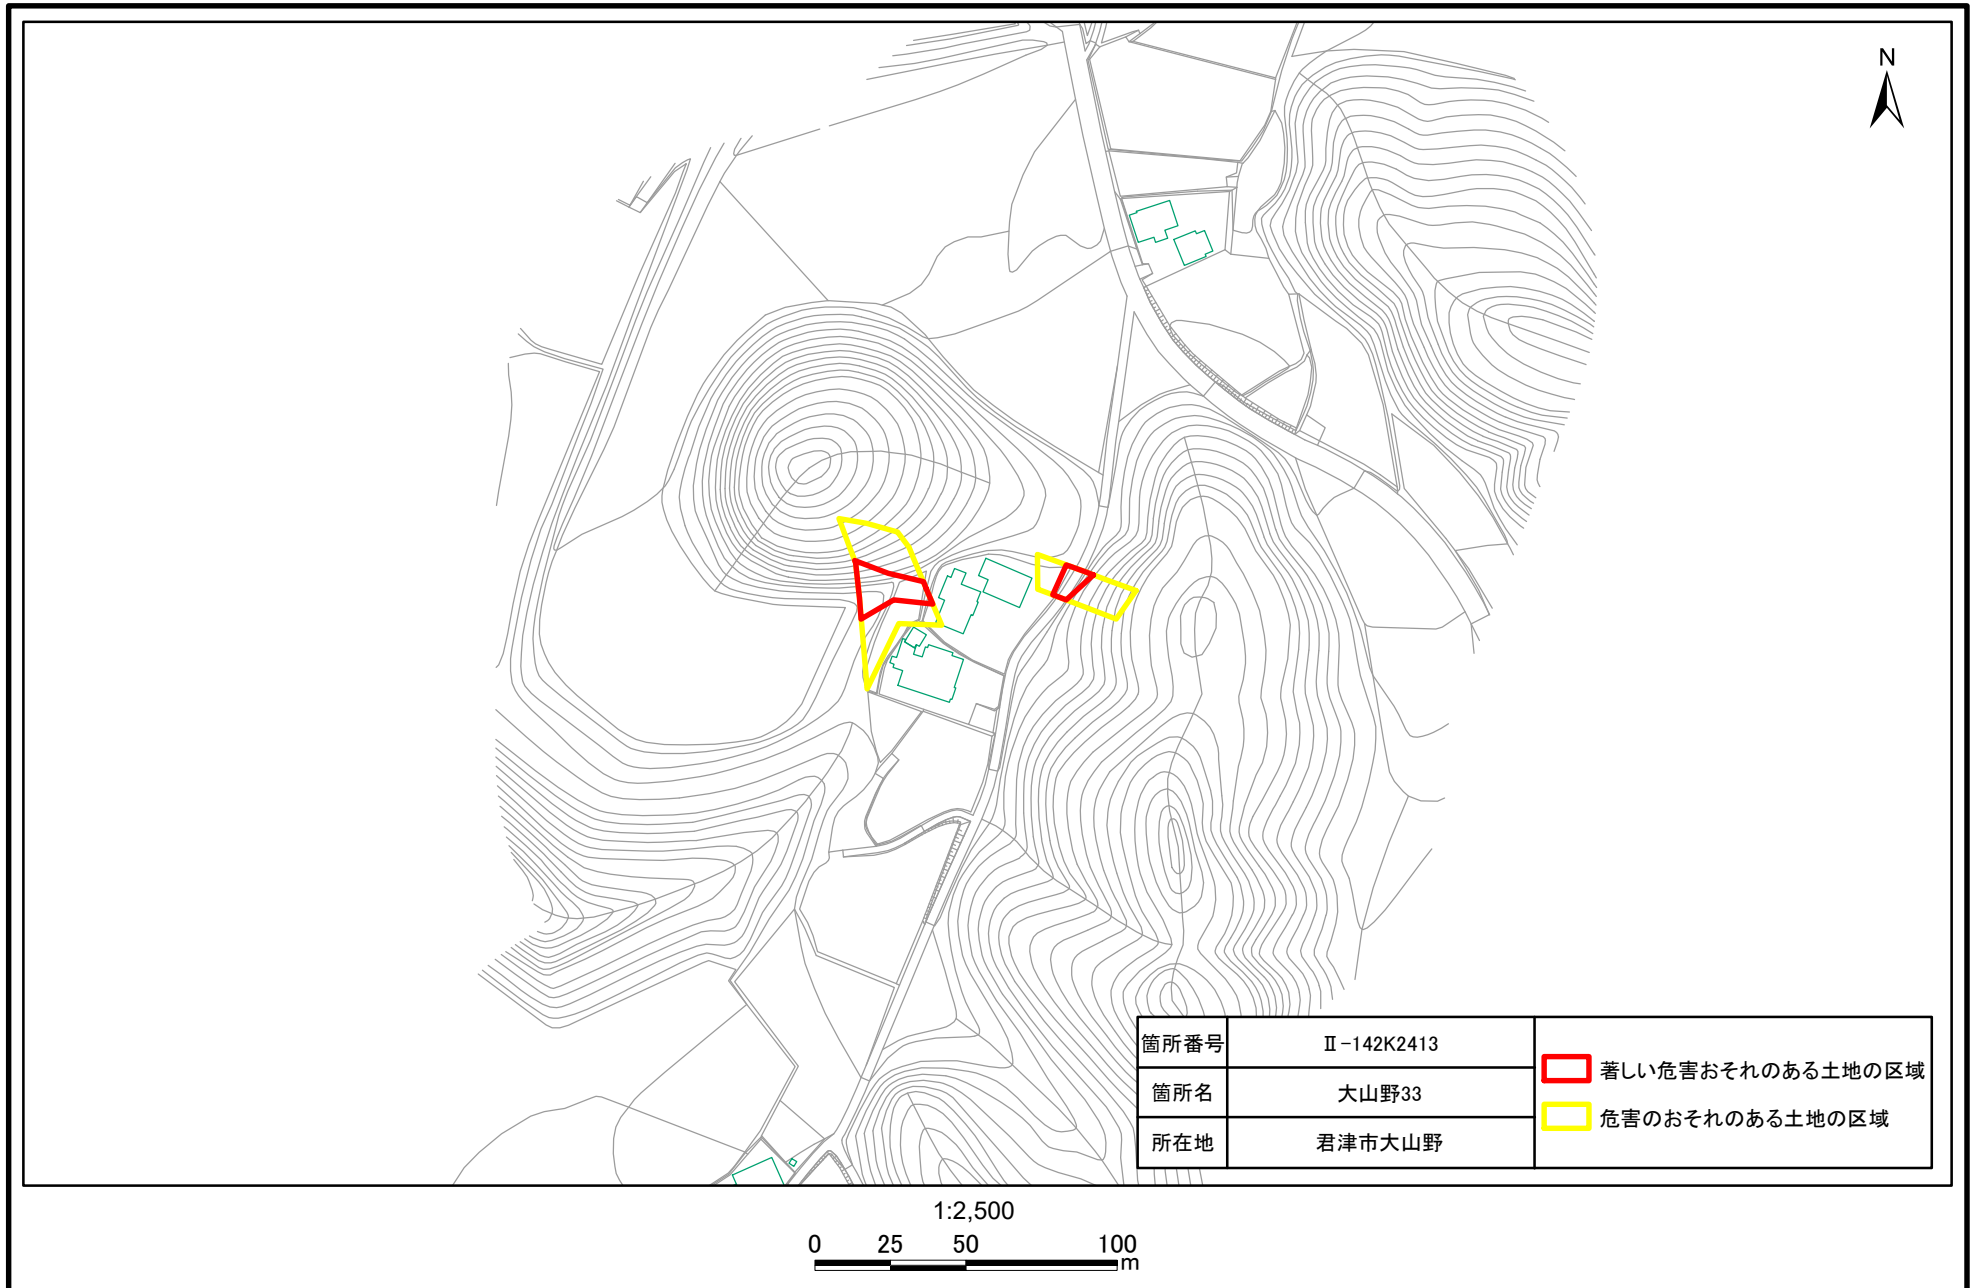 N
箇所番号 Ⅱ-142K2413
箇所名 大山野33
所在地 君津市大山野
著しい危害おそれのある土地の区域
危害のおそれのある土地の区域
1:2,500
0 25 50 100
m